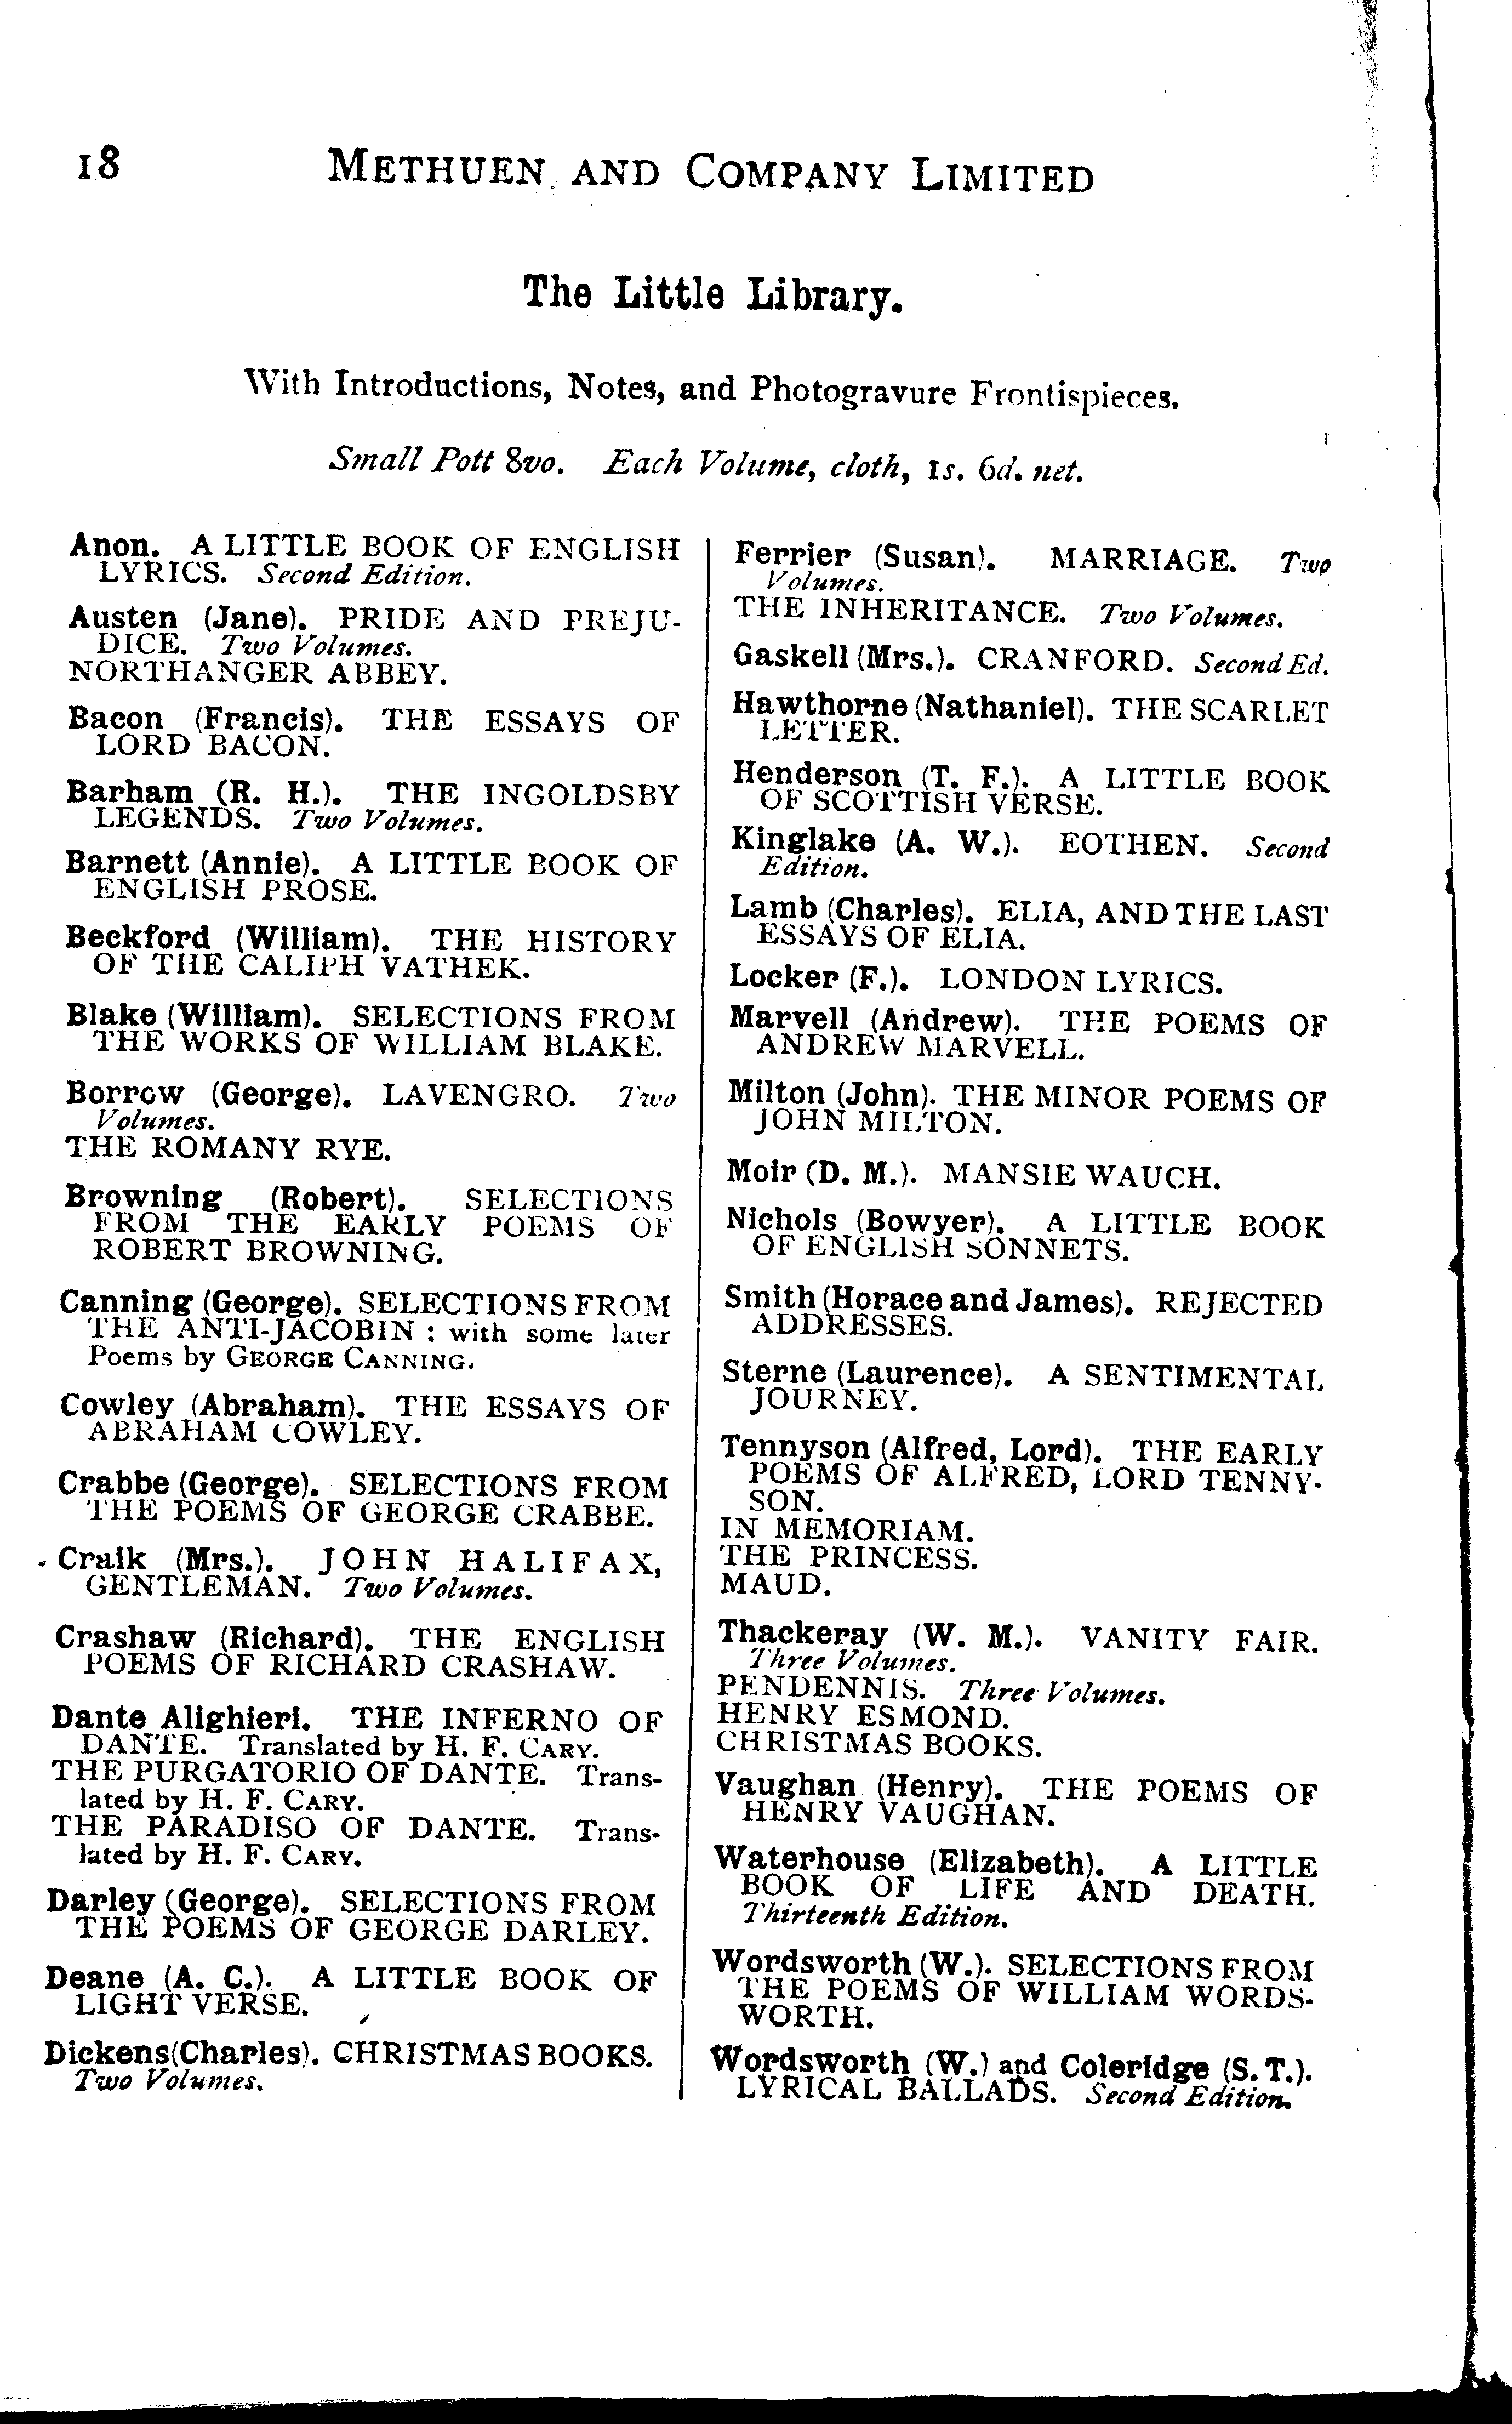 18 METHUEN AND COMPANY LIMITED
The Little Library.
With Introductions, Notes, and Photogravure Frontispieces.
Small Pott 8vo. Each Volume, cloth, 1s. 6d. net.
Anon. A LITTLE BOOK OF ENGLISH
LYRICS. Second Edition.
Austen (Jane). PRIDE AND PREJU-
DICE. Two Volumes.
NORTHANGER ABBEY.
Bacon (Francis). THE ESSAYS OF
LORD BACON.
Barham (R. H.). THE INGOLDSBY
LEGENDS. Two Volumes.
Barnett (Annie). A LITTLE BOOK OF
ENGLISH PROSE.
Beckford (William). THE HISTORY
OF THE CALIPH VATHEK.
Blake (William). SELECTIONS FROM
THE WORKS OF WILLIAM BLAKE.
Borrow (George). LAVENGRO. Two
Volumes.
THE ROMANY RYE.
Browning (Robert). SELECTIONS
FROM THE EARLY POEMS OF
ROBERT BROWNING.
Canning (George). SELECTIONS FROM
THE ANTI-JACOBIN : with some later
Poems by GEORGE CANNING.
Cowley (Abraham). THE ESSAYS OF
ABRAHAM COWLEY.
Crabbe (George). SELECTIONS FROM
THE POEMS OF GEORGE CRABBE.
Craik (Mrs.). JOHN HALIFAX,
GENTLEMAN. Two Volumes.
Crashaw (Richard). THE ENGLISH
POEMS OF RICHARD CRASHAW.
Dante Alighieri. THE INFERNO OF
DANTE. Translated by H. F. CARY.
THE PURGATORIO OF DANTE. Trans-
lated by H. F. CARY.
THE PARADISO OF DANTE. Trans-
lated by H. F. CARY.
Darley (George). SELECTIONS FROM
THE POEMS OF GEORGE DARLEY.
Deane (A. C.). A LITTLE BOOK OF
LIGHT VERSE.
Dickens(Charles). CHRISTMAS BOOKS.
Two Volumes.
Ferrier (Susan). MARRIAGE. Two
Volumes.
THE INHERITANCE. Two Volumes.
Gaskell (Mrs.). CRANFORD. Second Ed.
Hawthorne (Nathaniel). THE SCARLET
LETTER.
Henderson (T. F.). A LITTLE BOOK
OF SCOTTISH VERSE.
Kinglake (A. W.). EOTHEN. Second
Edition.
Lamb (Charles). ELIA, AND THE LAST
ESSAYS OF ELIA.
Locker (F.). LONDON LYRICS.
Marvell (Andrew). THE POEMS OF
ANDREW MARVELL.
Milton (John). THE MINOR POEMS OF
JOHN MILTON.
Moir (D. M.). MANSIE WAUCH.
Nichols (Bowyer). A LITTLE BOOK
OF ENGLISH SONNETS.
Smith (Horace and James). REJECTED
ADDRESSES.
Sterne (Laurence). A SENTIMENTAL
JOURNEY.
Tennyson (Alfred, Lord). THE EARLY
POEMS OF ALFRED, LORD TENNY-
SON.
IN MEMORIAM.
THE PRINCESS.
MAUD.
Thackeray (W. M.). VANITY FAIR.
Three Volumes.
PENDENNIS. Three Volumes.
HENRY ESMOND.
CHRISTMAS BOOKS.
Vaughan (Henry). THE POEMS OF
HENRY VAUGHAN.
Waterhouse (Elizabeth). A LITTLE
BOOK OF LIFE AND DEATH.
Thirteenth Edition.
Wordsworth (W.). SELECTIONS FROM
THE POEMS OF WILLIAM WORDS-
WORTH.
Wordsworth (W.) and Coleridge (S. T.).
LYRICAL BALLADS. Second Edition.